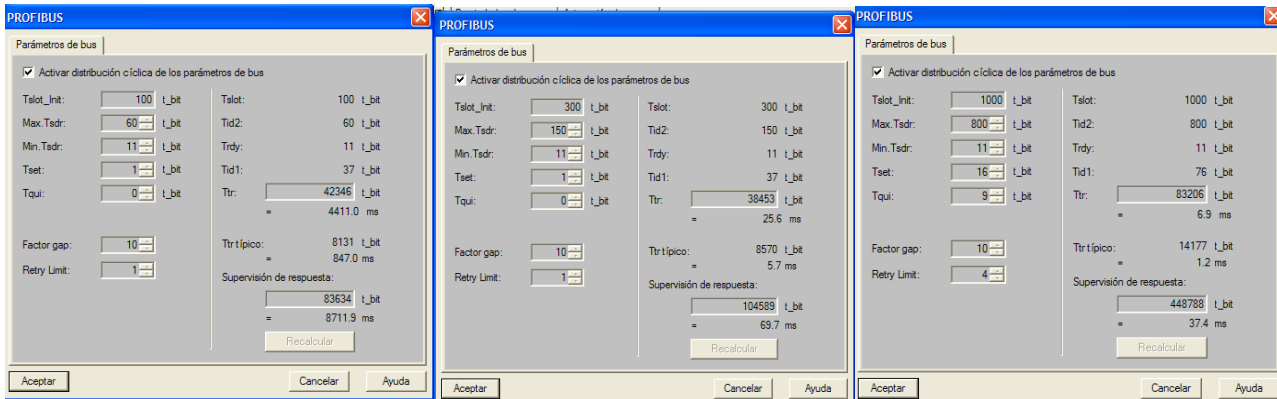 PROFIBUS
Parámetros de bus
Activar distribución cíclica de los parámetros de bus
Tslot_Init: 100 t_bit Tslot: 100 t_bit
Max.Tsdr: 60 t_bit Tid2: 60 t_bit
Min.Tsdr: 11 t_bit Trdy: 11 t_bit
Tset: 1 t_bit Tid1: 37 t_bit
Tqui: 0 t_bit Ttr: 42346 t_bit
= 4411.0 ms
Factor gap: 10 Ttr típico: 8131 t_bit
= 847.0 ms
Retry Limit: 1 Supervisión de respuesta:
83634 t_bit
= 8711.9 ms
Recalcular
Aceptar Cancelar Ayuda
PROFIBUS
Parámetros de bus
Activar distribución cíclica de los parámetros de bus
Tslot_Init: 300 t_bit Tslot: 300 t_bit
Max.Tsdr: 150 t_bit Tid2: 150 t_bit
Min.Tsdr: 11 t_bit Trdy: 11 t_bit
Tset: 1 t_bit Tid1: 37 t_bit
Tqui: 0 t_bit Ttr: 38453 t_bit
= 25.6 ms
Factor gap: 10 Ttr típico: 8570 t_bit
= 5.7 ms
Retry Limit: 1 Supervisión de respuesta:
104589 t_bit
= 69.7 ms
Recalcular
Aceptar Cancelar Ayuda
PROFIBUS
Parámetros de bus
Activar distribución cíclica de los parámetros de bus
Tslot_Init: 1000 t_bit Tslot: 1000 t_bit
Max.Tsdr: 800 t_bit Tid2: 800 t_bit
Min.Tsdr: 11 t_bit Trdy: 11 t_bit
Tset: 16 t_bit Tid1: 76 t_bit
Tqui: 9 t_bit Ttr: 83206 t_bit
= 6.9 ms
Factor gap: 10 Ttr típico: 14177 t_bit
= 1.2 ms
Retry Limit: 4 Supervisión de respuesta:
448788 t_bit
= 37.4 ms
Recalcular
Aceptar Cancelar Ayuda